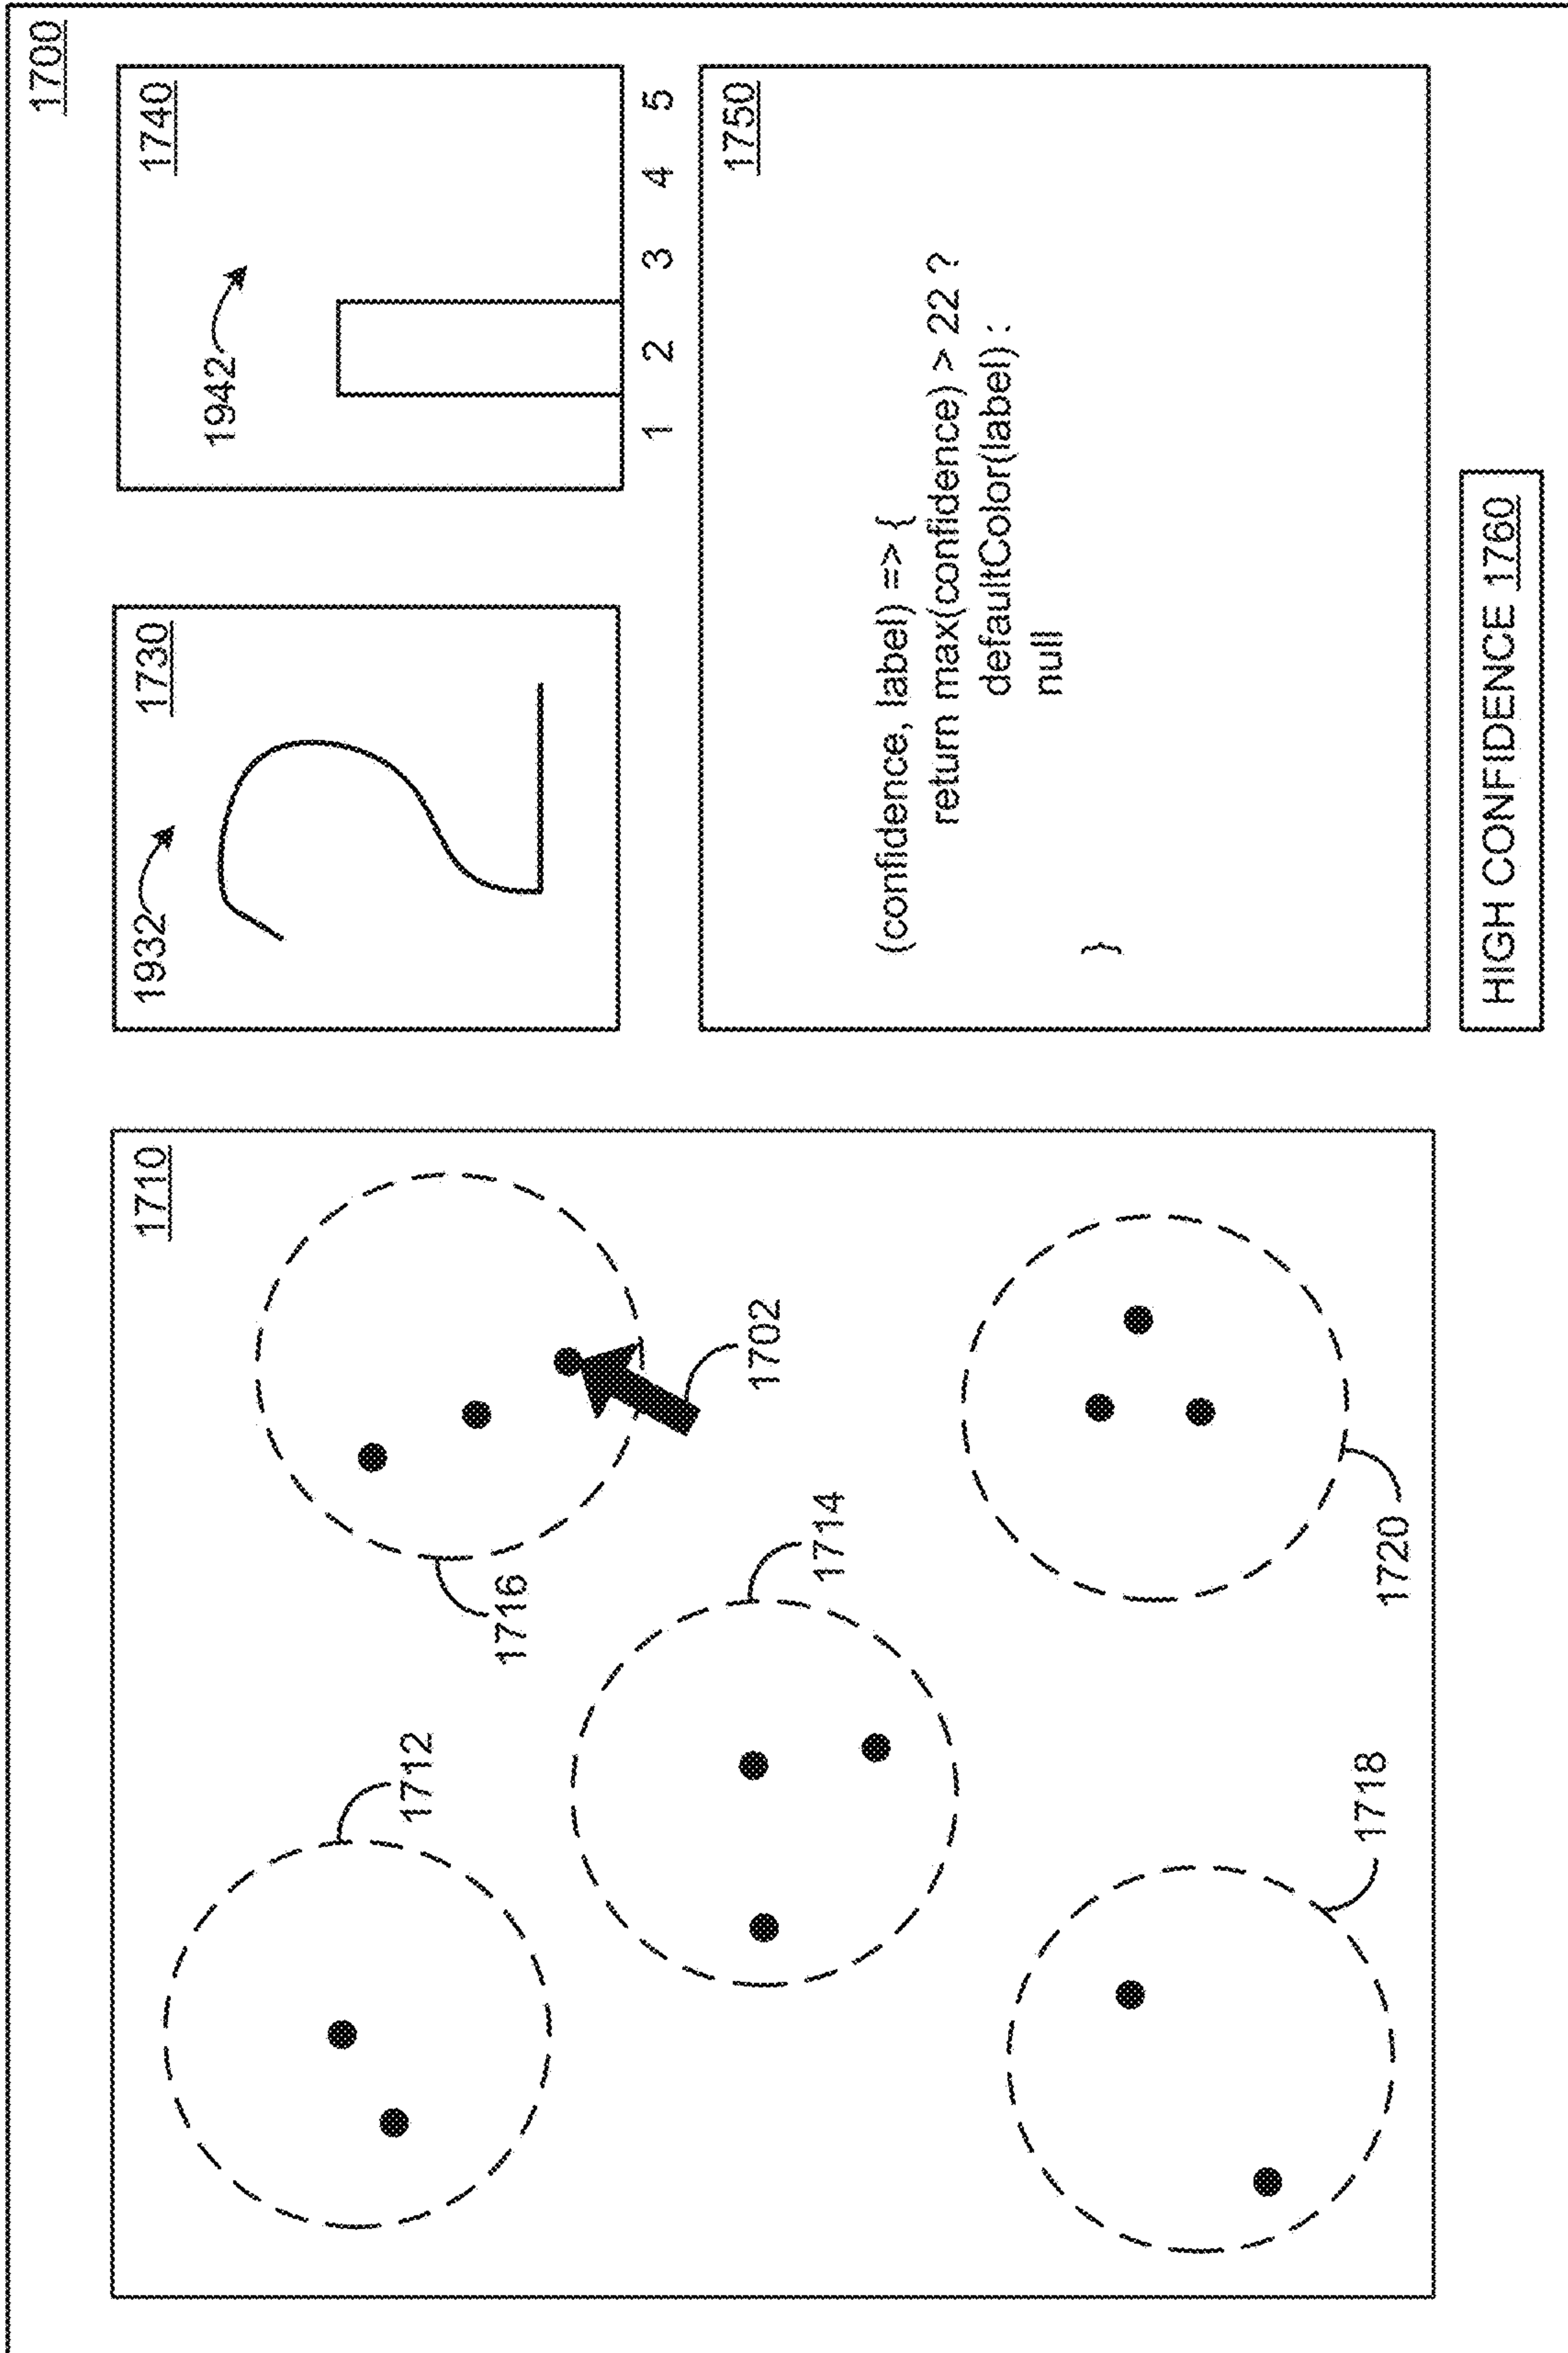 1700
1710
1712
1716
1702
1714
1718
1720
1730
1932
2
1740
1942
1 2 3 4 5
1750
(confidence, label) => {
return max(confidence) > 22 ?
defaultColor(label) :
null
}
HIGH CONFIDENCE 1760